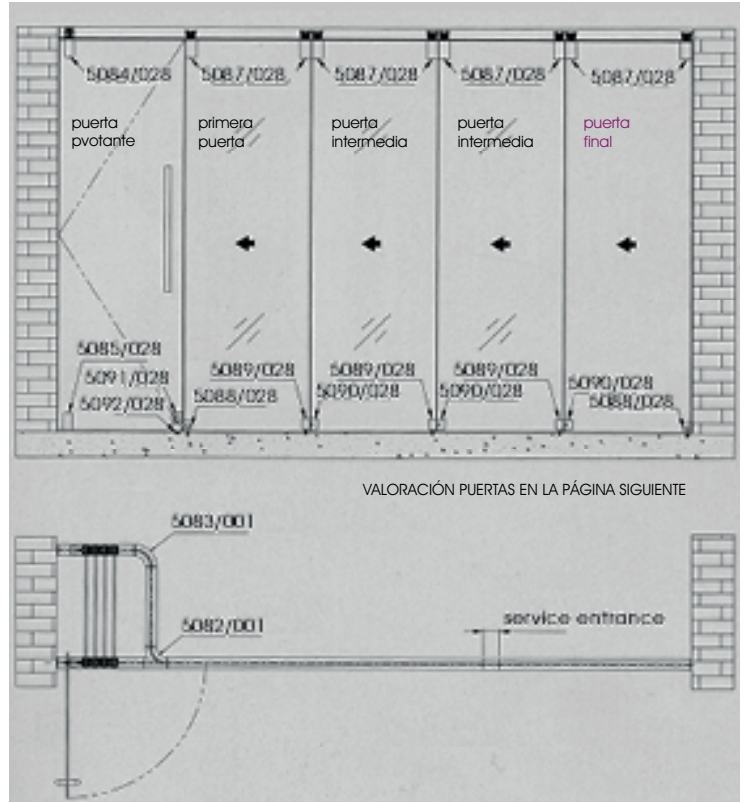 5084/028
5087/028
5087/028
5087/028
5087/028
puerta
pvotante
primera
puerta
puerta
intermedia
puerta
intermedia
puerta
final
5085/028
5091/028
5092/028
5088/028
5089/028
5089/028
5090/028
5089/028
5090/028
5090/028
5088/028
VALORACIÓN PUERTAS EN LA PÁGINA SIGUIENTE
5083/001
5082/001
service entrance